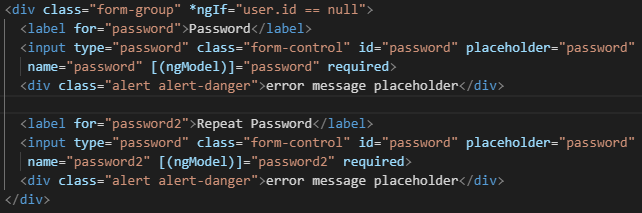 <div class="form-group" *ngIf="user.id == null">
<label for="password">Password</label>
<input type="password" class="form-control" id="password" placeholder="password"
name="password" [(ngModel)]="password" required>
<div class="alert alert-danger">error message placeholder</div>
<label for="password2">Repeat Password</label>
<input type="password" class="form-control" id="password" placeholder="password"
name="password2" [(ngModel)]="password2" required>
<div class="alert alert-danger">error message placeholder</div>
</div>